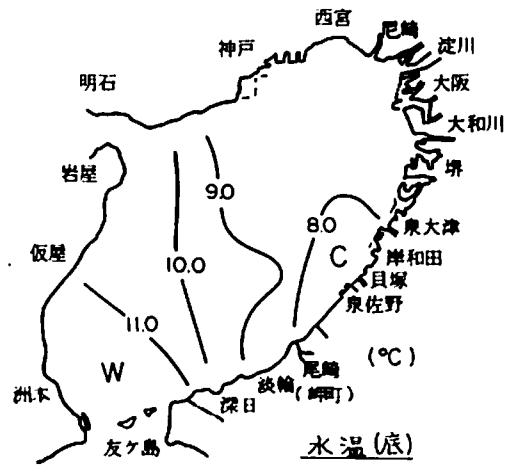 西宮
尼崎
淀川
神戸
大阪
明石
大和川
堺
岩屋
9.0
8.0
泉大津
C
岸和田
仮屋
10.0
貝塚
泉佐野
11.0
(℃)
W
尾崎
淡輪
(岬町)
洲本
深日
友ケ島
水温(底)